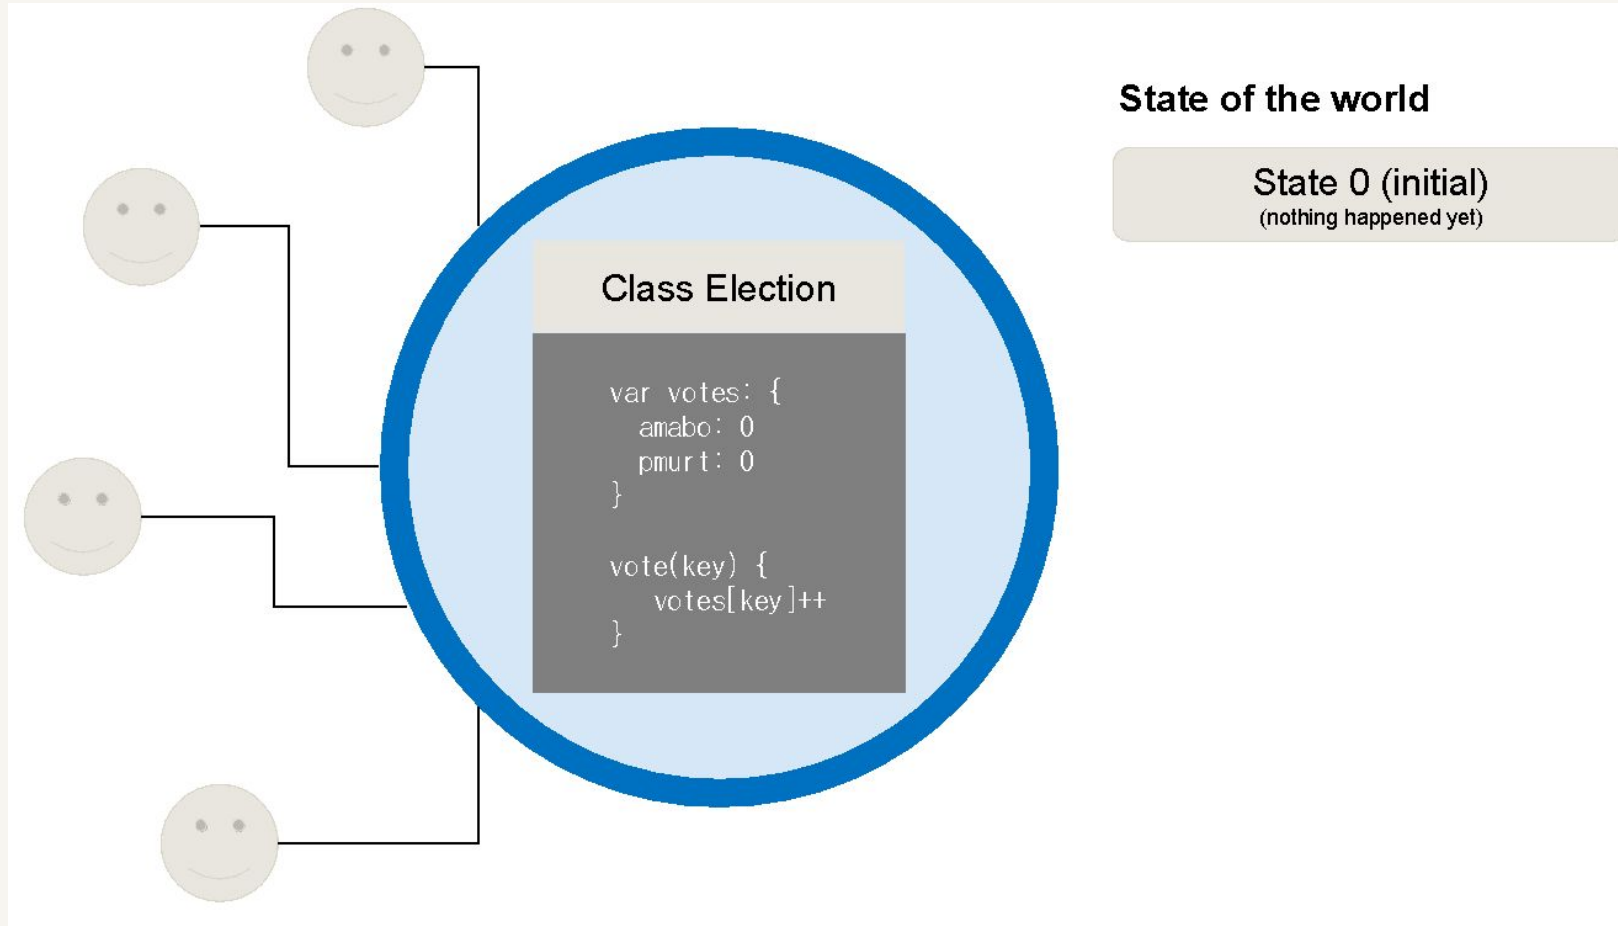 State of the world
State 0 (initial)
(nothing happened yet)
Class Election
var votes: {
amabo: 0
pmurt: 0
}
vote(key) {
votes[key]++
}